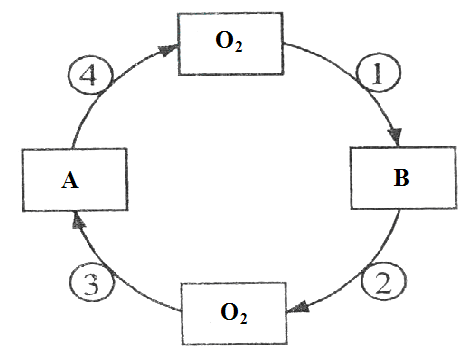 O₂
④ ①
A B
③ ②
O₂